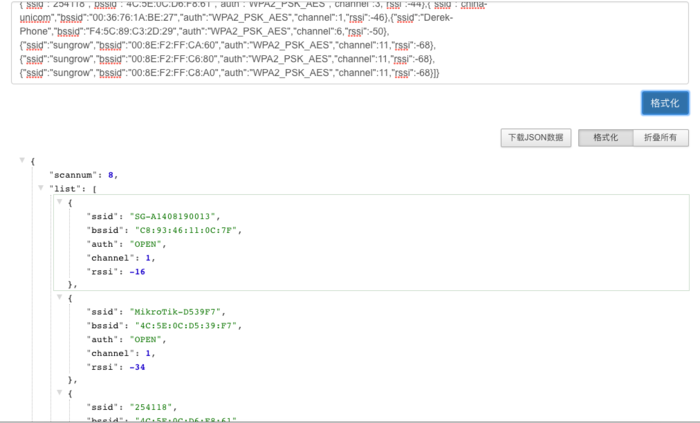 {"ssid":"254118","bssid":"4C:5E:0C:D6:F8:61","auth":"WPA2_PSK_AES","channel":3,"rssi":-44},{"ssid":"china-
unicom","bssid":"00:36:76:1A:BE:27","auth":"WPA2_PSK_AES","channel":1,"rssi":-46},{"ssid":"Derek-
Phone","bssid":"F4:5C:89:C3:2D:29","auth":"WPA2_PSK_AES","channel":6,"rssi":-50},
{"ssid":"sungrow","bssid":"00:8E:F2:FF:CA:60","auth":"WPA2_PSK_AES","channel":11,"rssi":-68},
{"ssid":"sungrow","bssid":"00:8E:F2:FF:C6:80","auth":"WPA2_PSK_AES","channel":11,"rssi":-68},
{"ssid":"sungrow","bssid":"00:8E:F2:FF:C8:A0","auth":"WPA2_PSK_AES","channel":11,"rssi":-68}]}
格式化
下载JSON数据 格式化 折叠所有
{
"scannum": 8,
"list": [
{
"ssid": "SG-A1408190013",
"bssid": "C8:93:46:11:0C:7F",
"auth": "OPEN",
"channel": 1,
"rssi": -16
},
{
"ssid": "MikroTik-D539F7",
"bssid": "4C:5E:0C:D5:39:F7",
"auth": "OPEN",
"channel": 1,
"rssi": -34
},
{
"ssid": "254118",
"bssid": "4C:5E:0C:D6:F8:61"